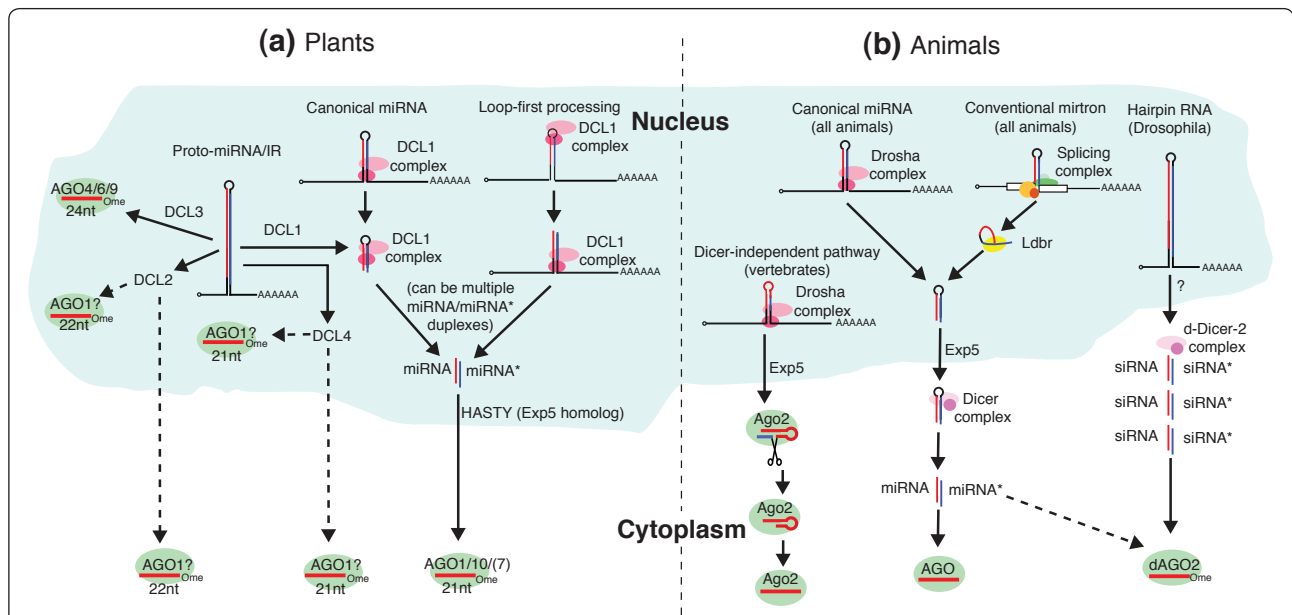 (a) Plants
(b) Animals
Nucleus
Cytoplasm
Canonical miRNA
DCL1
complex
AAAAAA
Loop-first processing
DCL1
complex
AAAAAA
Proto-miRNA/IR
AAAAAA
AGO4/6/9
Ome
24nt
DCL3
DCL1
DCL2
AGO1?
Ome
22nt
AGO1?
Ome
21nt
DCL4
DCL1
complex
DCL1
complex
AAAAAA
(can be multiple
miRNA/miRNA*
duplexes)
miRNA
miRNA*
HASTY (Exp5 homolog)
AGO1?
Ome
22nt
AGO1?
Ome
21nt
AGO1/10/(7)
Ome
21nt
Canonical miRNA
(all animals)
Drosha
complex
AAAAAA
Conventional mirtron
(all animals)
Splicing
complex
AAAAAA
Ldbr
Hairpin RNA
(Drosophila)
AAAAAA
?
Dicer-independent pathway
(vertebrates)
Drosha
complex
AAAAAA
Exp5
Ago2
Ago2
Ago2
Exp5
Dicer
complex
miRNA
miRNA*
AGO
d-Dicer-2
complex
siRNA
siRNA*
siRNA
siRNA*
siRNA
siRNA*
dAGO2
Ome